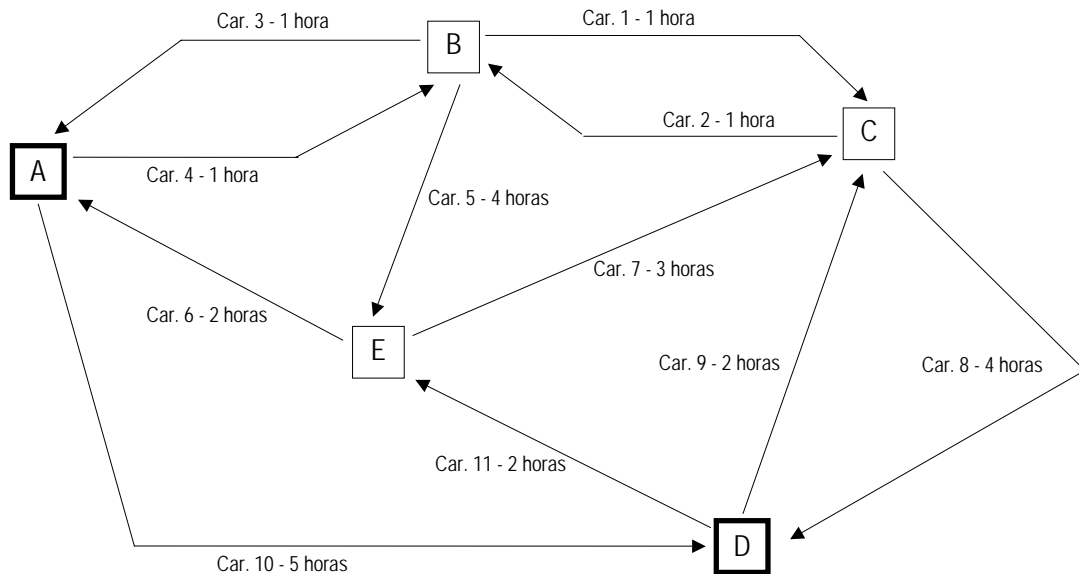 Car. 3 - 1 hora
Car. 1 - 1 hora
B
Car. 2 - 1 hora
C
A
Car. 4 - 1 hora
Car. 5 - 4 horas
Car. 7 - 3 horas
Car. 6 - 2 horas
E
Car. 9 - 2 horas
Car. 8 - 4 horas
Car. 11 - 2 horas
D
Car. 10 - 5 horas